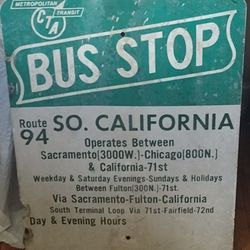 METROPOLITAN TRANSIT
CTA
BUS STOP
Route 94 SO. CALIFORNIA
Operates Between
Sacramento(3000W.)-Chicago(800N.)
& California-71st
Weekday & Saturday Evenings-Sundays & Holidays
Between Fulton(300N.)-71st.
Via Sacramento-Fulton-California
South Terminal Loop Via 71st-Fairfield-72nd
Day & Evening Hours